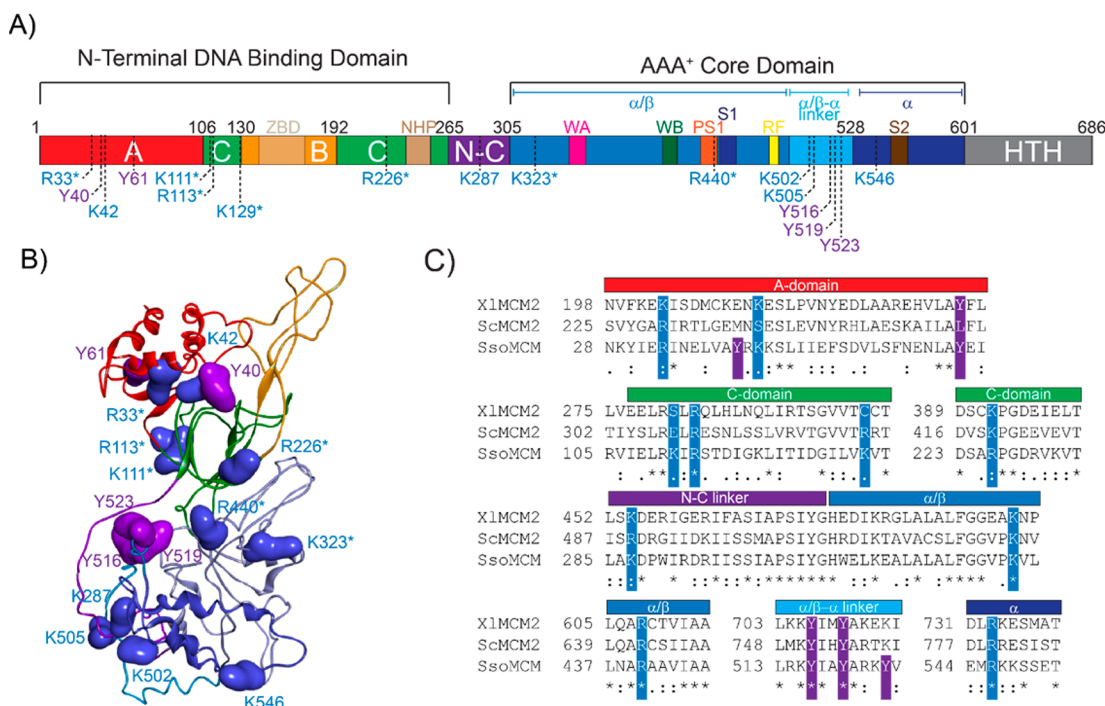 A)
N-Terminal DNA Binding Domain
AAA+ Core Domain
α/β
α/β-α
linker
α
1 106 130 ZBD 192 NHP 265 305 WA WB PS1 S1 RF 528 S2 601 686
A C B C N-C HTH
R33* Y40 K42 Y61 K111* R113* K129* R226* K287 K323* R440* K502 K505 Y516 Y519 Y523 K546
B)
K42
Y61
Y40
R33*
R113*
K111*
R226*
Y523
R440*
Y516
Y519
K323*
K287
K505
K502
K546
C)
A-domain
XlMCM2 198 NVFKEKISDMCKENKESLPVNYEDLAAREHVLAYFL
ScMCM2 225 SVYGARIRTLGEMNSESLEVNYRHLAESKAILALFL
SsoMCM 28 NKYIERINELVAYRKKSLIIEFSDVLSFNENLAYEI
C-domain C-domain
XlMCM2 275 LVEELRSLRQLHLNQLIRTSGVVTCCT 389 DSCKPGDEIELT
ScMCM2 302 TIYSLRELRESNLSSLVRVTGVVTRRT 416 DVSKPGEEVEVT
SsoMCM 105 RVIELRKIRSTDIGKLITIDGILVKVT 223 DSARPGDRVKVT
N-C linker α/β
XlMCM2 452 LSKDERIGERIFASIAPSIYGHEDIKRGLALALFGGEAKNP
ScMCM2 487 ISRDRGIIDKIISSMAPSIYGHRDIKTAVACSLFGGVPKNV
SsoMCM 285 LAKDPWIRDRIISSIAPSIYGHWELKEALALALFGGVPKVL
α/β α/β–α linker α
XlMCM2 605 LQARCTVIAA 703 LKKYIMYAKEKI 731 DLRKESMAT
ScMCM2 639 LQARCSIIAA 748 LMKYIHYARTKI 777 DLRRESIST
SsoMCM 437 LNARAAVIAA 513 LRKYIAYARKYV 544 EMRKKSSET